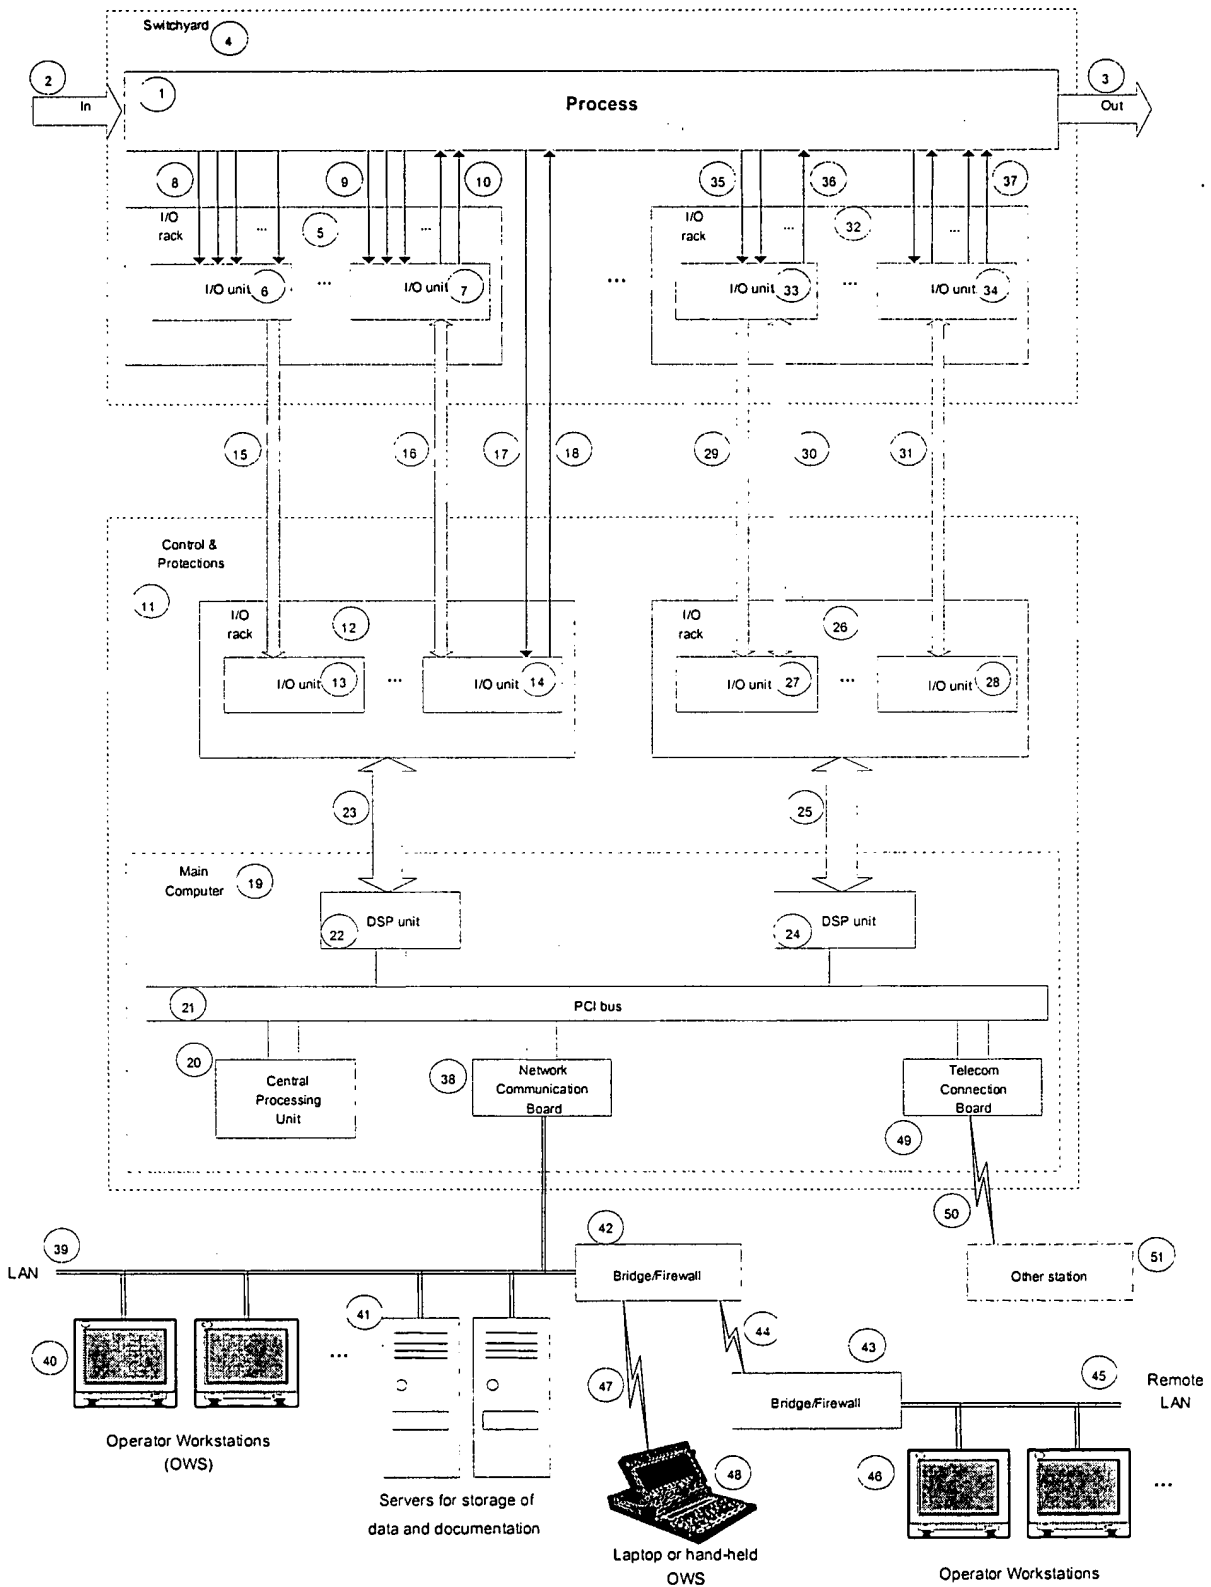 Switchyard
4
2
In
1
Process
3
Out
8
9
10
35
36
37
I/O
rack
...
5
...
I/O
rack
...
32
...
I/O unit
6
...
I/O unit
7
...
I/O unit
33
...
I/O unit
34
15
16
17
18
29
30
31
Control &
Protections
11
I/O
rack
12
I/O
rack
26
I/O unit
13
...
I/O unit
14
I/O unit
27
...
I/O unit
28
23
25
Main
Computer
19
DSP unit
22
DSP unit
24
21
PCI bus
20
Central
Processing
Unit
38
Network
Communication
Board
Telecom
Connection
Board
49
50
LAN
39
42
Bridge/Firewall
Other station
51
40
...
41
44
43
47
Bridge/Firewall
45
Remote
LAN
Operator Workstations
(OWS)
Servers for storage of
data and documentation
48
Laptop or hand-held
OWS
46
...
Operator Workstations